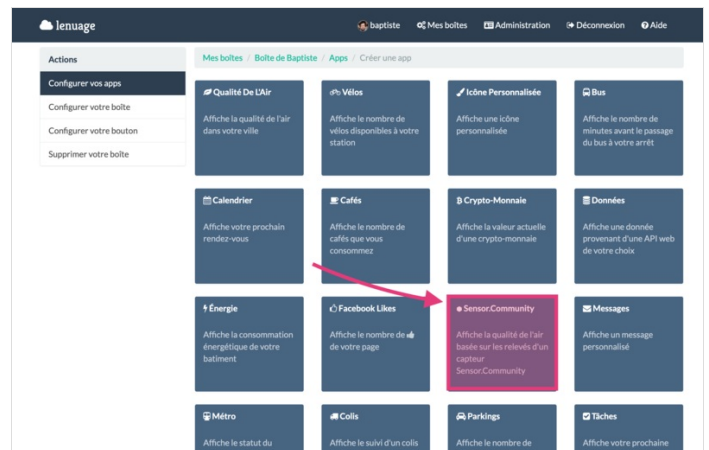 lenuage
baptiste Mes boîtes Administration Déconnexion Aide
Actions
Configurer vos apps
Configurer votre boîte
Configurer votre bouton
Supprimer votre boîte
Mes boîtes / Boîte de Baptiste / Apps / Créer une app
Qualité De L'Air
Affiche la qualité de l'air
dans votre ville
Vélos
Affiche le nombre de
vélos disponibles à votre
station
Icône Personnalisée
Affiche une icône
personnalisée
Bus
Affiche le nombre de
minutes avant le passage
du bus à votre arrêt
Calendrier
Affiche votre prochain
rendez-vous
Cafés
Affiche le nombre de
cafés que vous
consommez
Crypto-Monnaie
Affiche la valeur actuelle
d'une crypto-monnaie
Données
Affiche une donnée
provenant d'une API web
de votre choix
Énergie
Affiche la consommation
énergétique de votre
batiment
Facebook Likes
Affiche le nombre de
de votre page
Sensor.Community
Affiche la qualité de l'air
basée sur les relevés d'un
capteur
Sensor.Community
Messages
Affiche un message
personnalisé
Métro
Affiche le statut du
Colis
Affiche le suivi d'un colis
Parkings
Affiche le nombre de
Tâches
Affiche votre prochaine